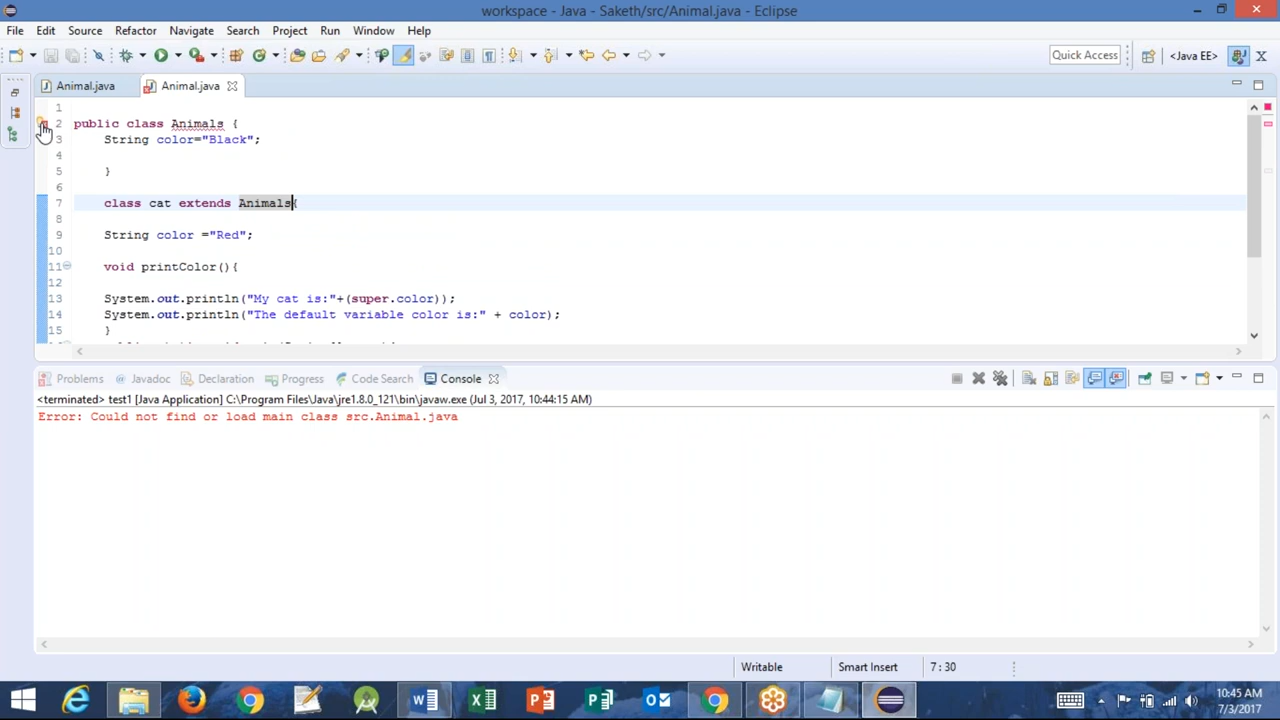 workspace - Java - Saketh/src/Animal.java - Eclipse
File Edit Source Refactor Navigate Search Project Run Window Help
Quick Access <Java EE>
Animal.java Animal.java
1
2 public class Animals {
3 String color="Black";
4
5 }
6
7 class cat extends Animals{
8
9 String color ="Red";
10
11 void printColor(){
12
13 System.out.println("My cat is:"+(super.color));
14 System.out.println("The default variable color is:" + color);
15 }
Problems Javadoc Declaration Progress Code Search Console
<terminated> test1 [Java Application] C:\Program Files\Java\jre1.8.0_121\bin\javaw.exe (Jul 3, 2017, 10:44:15 AM)
Error: Could not find or load main class src.Animal.java
Writable Smart Insert 7:30
10:45 AM
7/3/2017